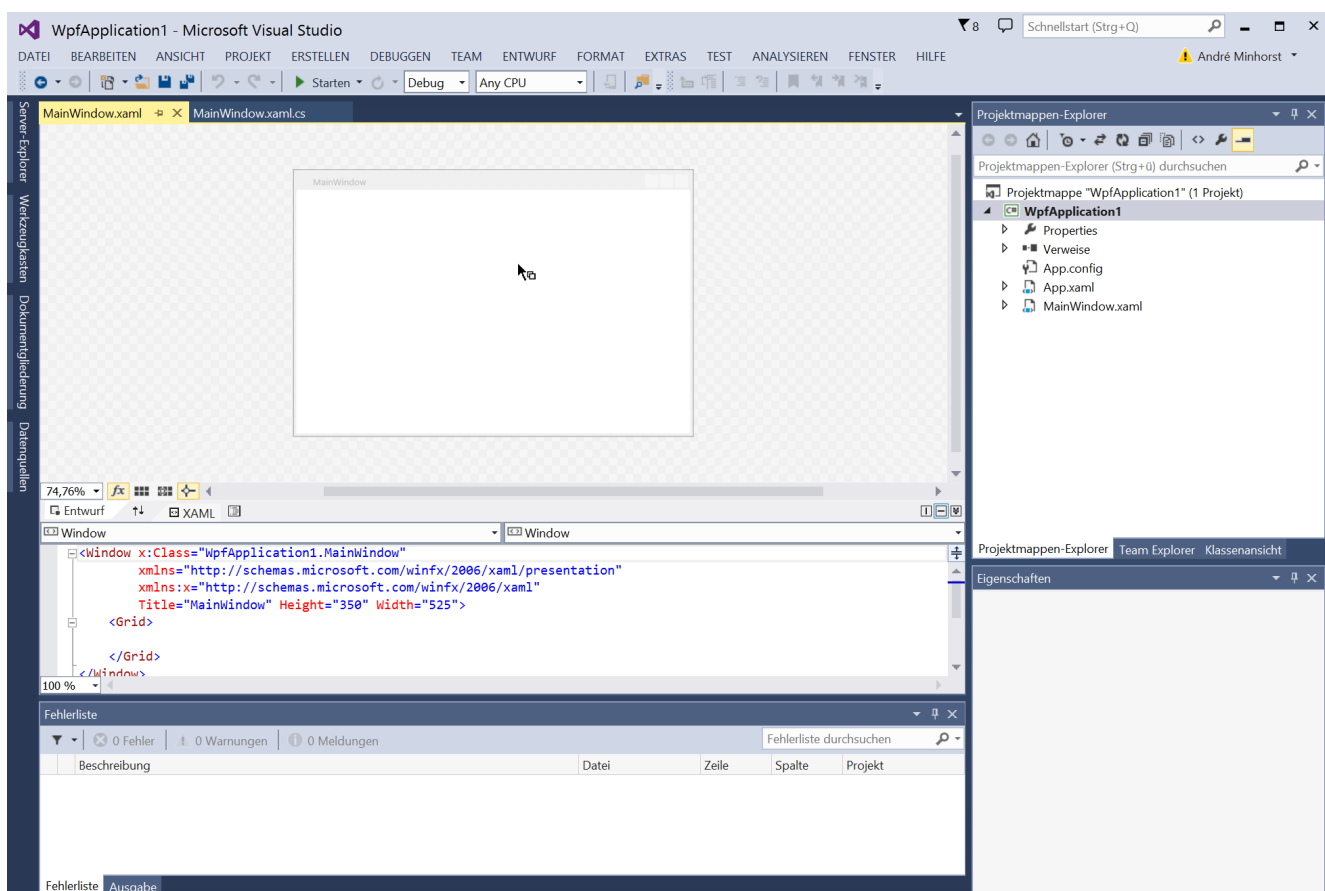 WpfApplication1 - Microsoft Visual Studio
8
Schnellstart (Strg+Q)
DATEI BEARBEITEN ANSICHT PROJEKT ERSTELLEN DEBUGGEN TEAM ENTWURF FORMAT EXTRAS TEST ANALYSIEREN FENSTER HILFE
André Minhorst
Starten Debug Any CPU
Server-Explorer
Werkzeugkasten
Dokumentgliederung
Datenquellen
MainWindow.xaml MainWindow.xaml.cs
MainWindow
74,76% fx
Entwurf XAML
Window Window
<Window x:Class="WpfApplication1.MainWindow"
xmlns="http://schemas.microsoft.com/winfx/2006/xaml/presentation"
xmlns:x="http://schemas.microsoft.com/winfx/2006/xaml"
Title="MainWindow" Height="350" Width="525">
<Grid>
</Grid>
</Window>
100 %
Fehlerliste
0 Fehler 0 Warnungen 0 Meldungen
Fehlerliste durchsuchen
Beschreibung Datei Zeile Spalte Projekt
Fehlerliste Ausgabe
Projektmappen-Explorer
Projektmappen-Explorer (Strg+ü) durchsuchen
Projektmappe "WpfApplication1" (1 Projekt)
C# WpfApplication1
Properties
Verweise
App.config
App.xaml
MainWindow.xaml
Projektmappen-Explorer Team Explorer Klassenansicht
Eigenschaften